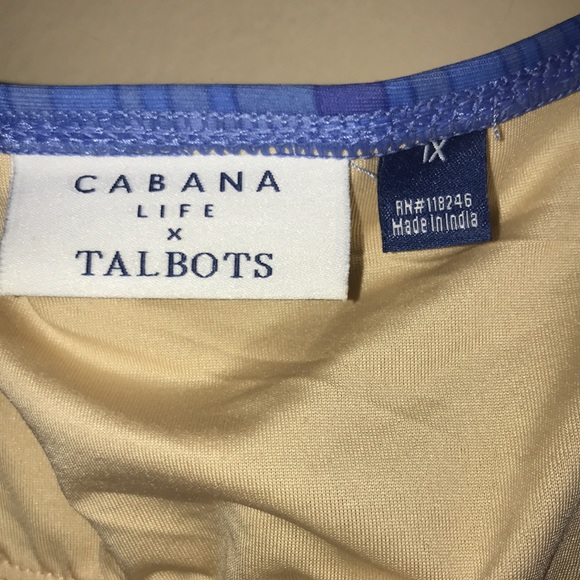 CABANA
LIFE
x
TALBOTS
1X
RN#118246
Made in India